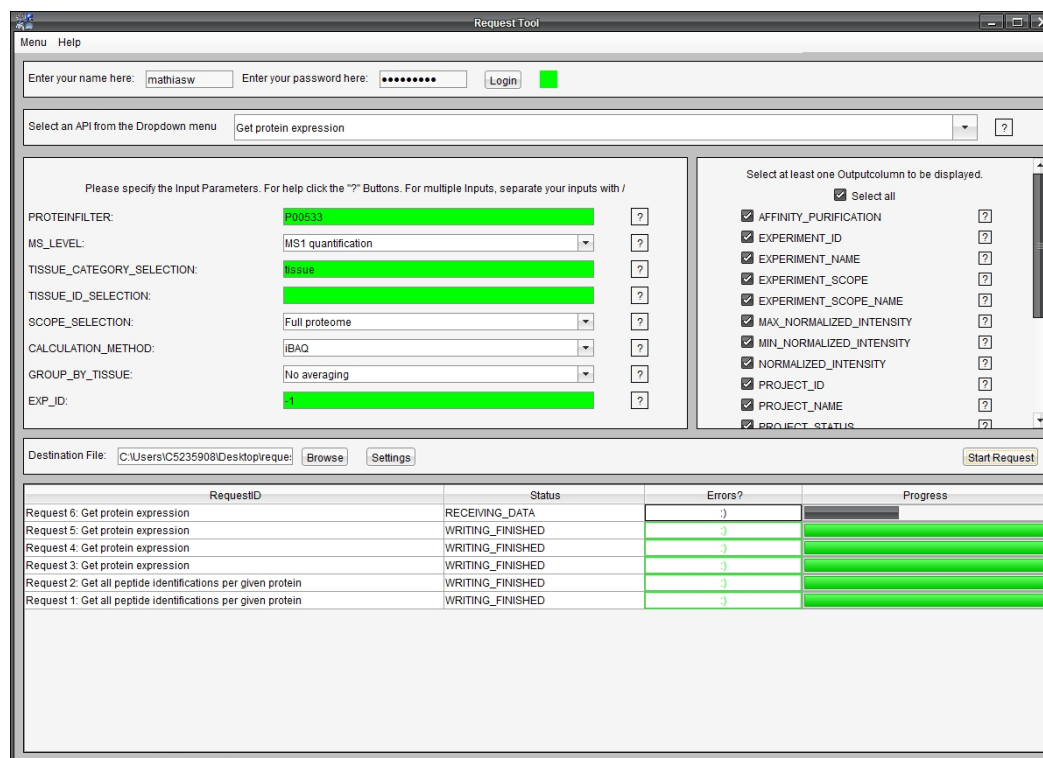 Request Tool
Menu Help
Enter your name here: mathiasw Enter your password here: ●●●●●●●●● Login
Select an API from the Dropdown menu Get protein expression ?
Please specify the Input Parameters. For help click the "?" Buttons. For multiple Inputs, separate your inputs with /
PROTEINFILTER: P00533 ?
MS_LEVEL: MS1 quantification ?
TISSUE_CATEGORY_SELECTION: tissue ?
TISSUE_ID_SELECTION: ?
SCOPE_SELECTION: Full proteome ?
CALCULATION_METHOD: iBAQ ?
GROUP_BY_TISSUE: No averaging ?
EXP_ID: -1 ?
Select at least one Outputcolumn to be displayed.
Select all
AFFINITY_PURIFICATION ?
EXPERIMENT_ID ?
EXPERIMENT_NAME ?
EXPERIMENT_SCOPE ?
EXPERIMENT_SCOPE_NAME ?
MAX_NORMALIZED_INTENSITY ?
MIN_NORMALIZED_INTENSITY ?
NORMALIZED_INTENSITY ?
PROJECT_ID ?
PROJECT_NAME ?
PROJECT_STATUS ?
Destination File: C:\Users\C5235908\Desktop\reque: Browse Settings Start Request
RequestID Status Errors? Progress
Request 6: Get protein expression RECEIVING_DATA :)
Request 5: Get protein expression WRITING_FINISHED :)
Request 4: Get protein expression WRITING_FINISHED :)
Request 3: Get protein expression WRITING_FINISHED :)
Request 2: Get all peptide identifications per given protein WRITING_FINISHED :)
Request 1: Get all peptide identifications per given protein WRITING_FINISHED :)